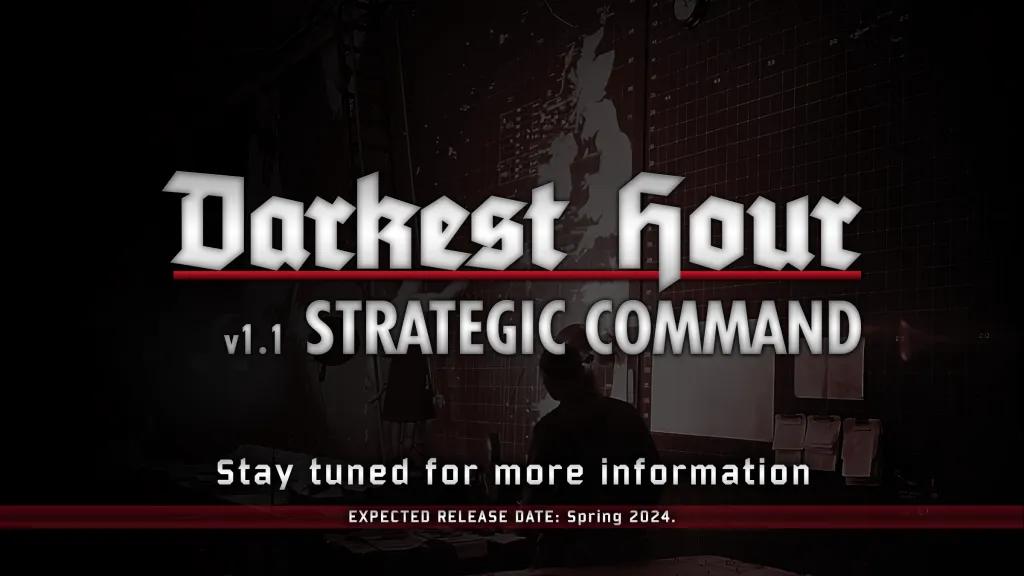 Darkest Hour
v1.1 STRATEGIC COMMAND
Stay tuned for more information
EXPECTED RELEASE DATE: Spring 2024.